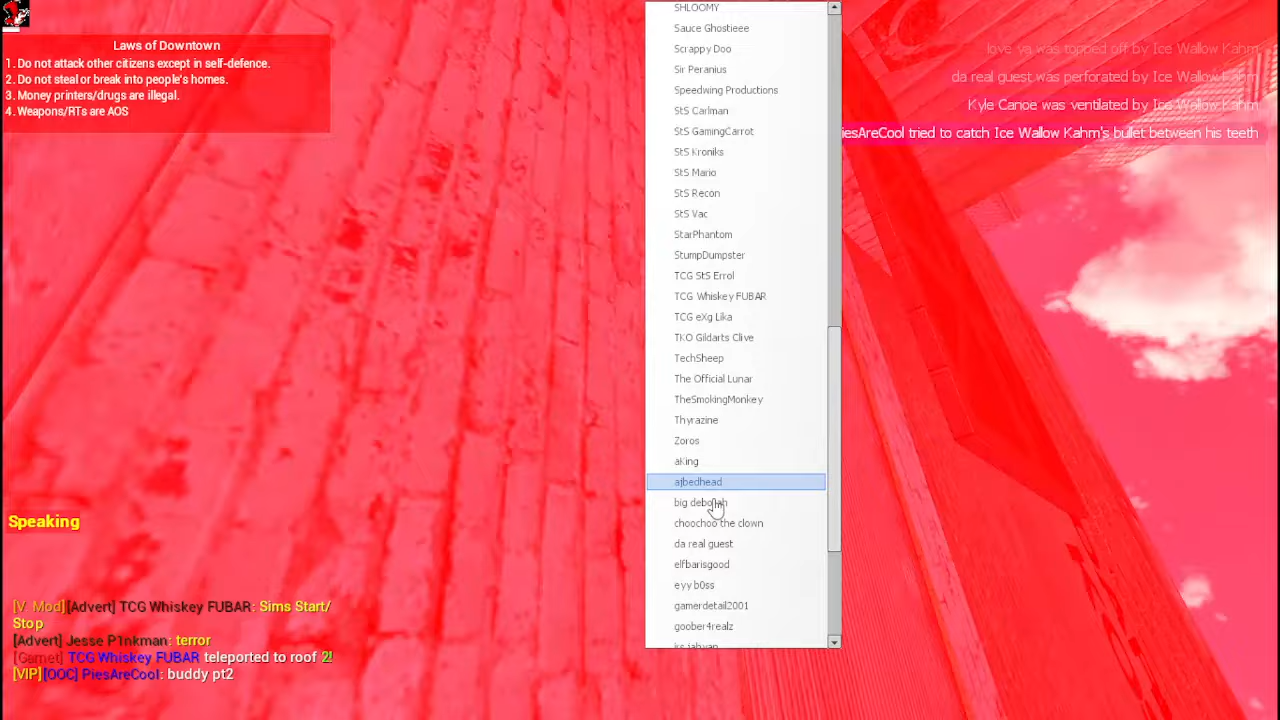 Laws of Downtown
1. Do not attack other citizens except in self-defence.
2. Do not steal or break into people's homes.
3. Money printers/drugs are illegal.
4. Weapons/RTs are AOS
SHLOOMY
Sauce Ghostieee
Scrappy Doo
Sir Peranius
Speedwing Productions
StS Carlman
StS GamingCarrot
StS Kroniks
StS Mario
StS Recon
StS Vac
StarPhantom
StumpDumpster
TCG StS Errol
TCG Whiskey FUBAR
TCG eXg Lika
TKO Gildarts Clive
TechSheep
The Official Lunar
TheSmokingMonkey
Thyrazine
Zoros
aKing
ajbedhead
big deborah
choochoo the clown
da real guest
elfbarisgood
eyy b0ss
gamerdetail2001
goober4realz
love ya was topped off by Ice Wallow Kahm
da real guest was perforated by Ice Wallow Kahm
Kyle Canoe was ventilated by Ice Wallow Kahm
iesAreCool tried to catch Ice Wallow Kahm's bullet between his teeth
Speaking
[V Mod][Advert] TCG Whiskey FUBAR: Sims Start/
Stop
[Advert] Jesse P1nkman: terror
[Garnet] TCG Whiskey FUBAR teleported to roof 2!
[VIP][OOC] PiesAreCool: buddy pt2